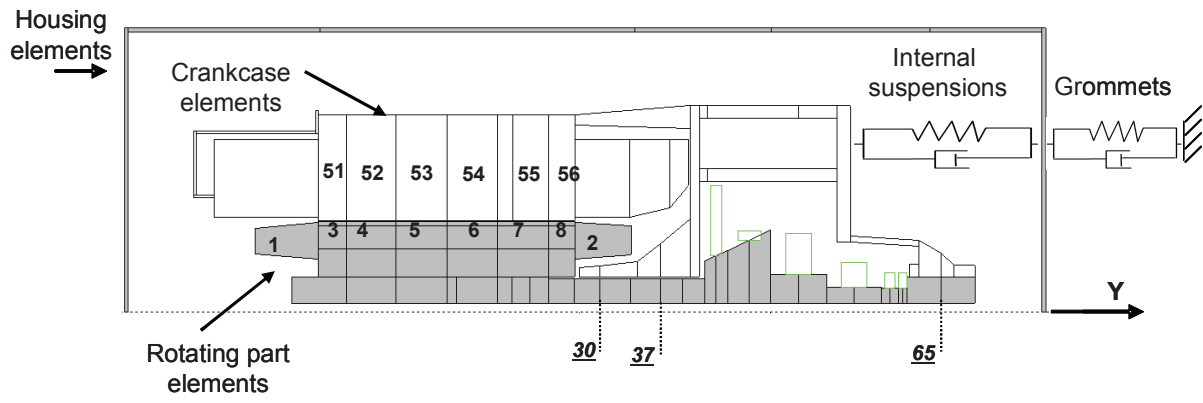 Housing
elements
Crankcase
elements
Internal
suspensions
Grommets
51 52 53 54 55 56
1 3 4 5 6 7 8 2
Y
30 37 65
Rotating part
elements